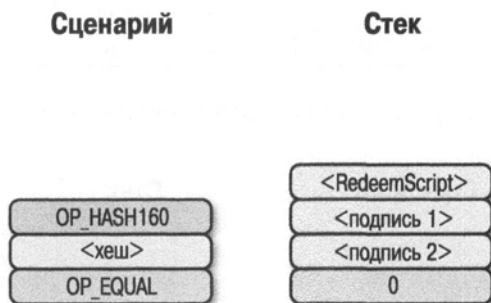 Сценарий
Стек
<RedeemScript>
OP_HASH160
<подпись 1>
<хеш>
<подпись 2>
OP_EQUAL
0